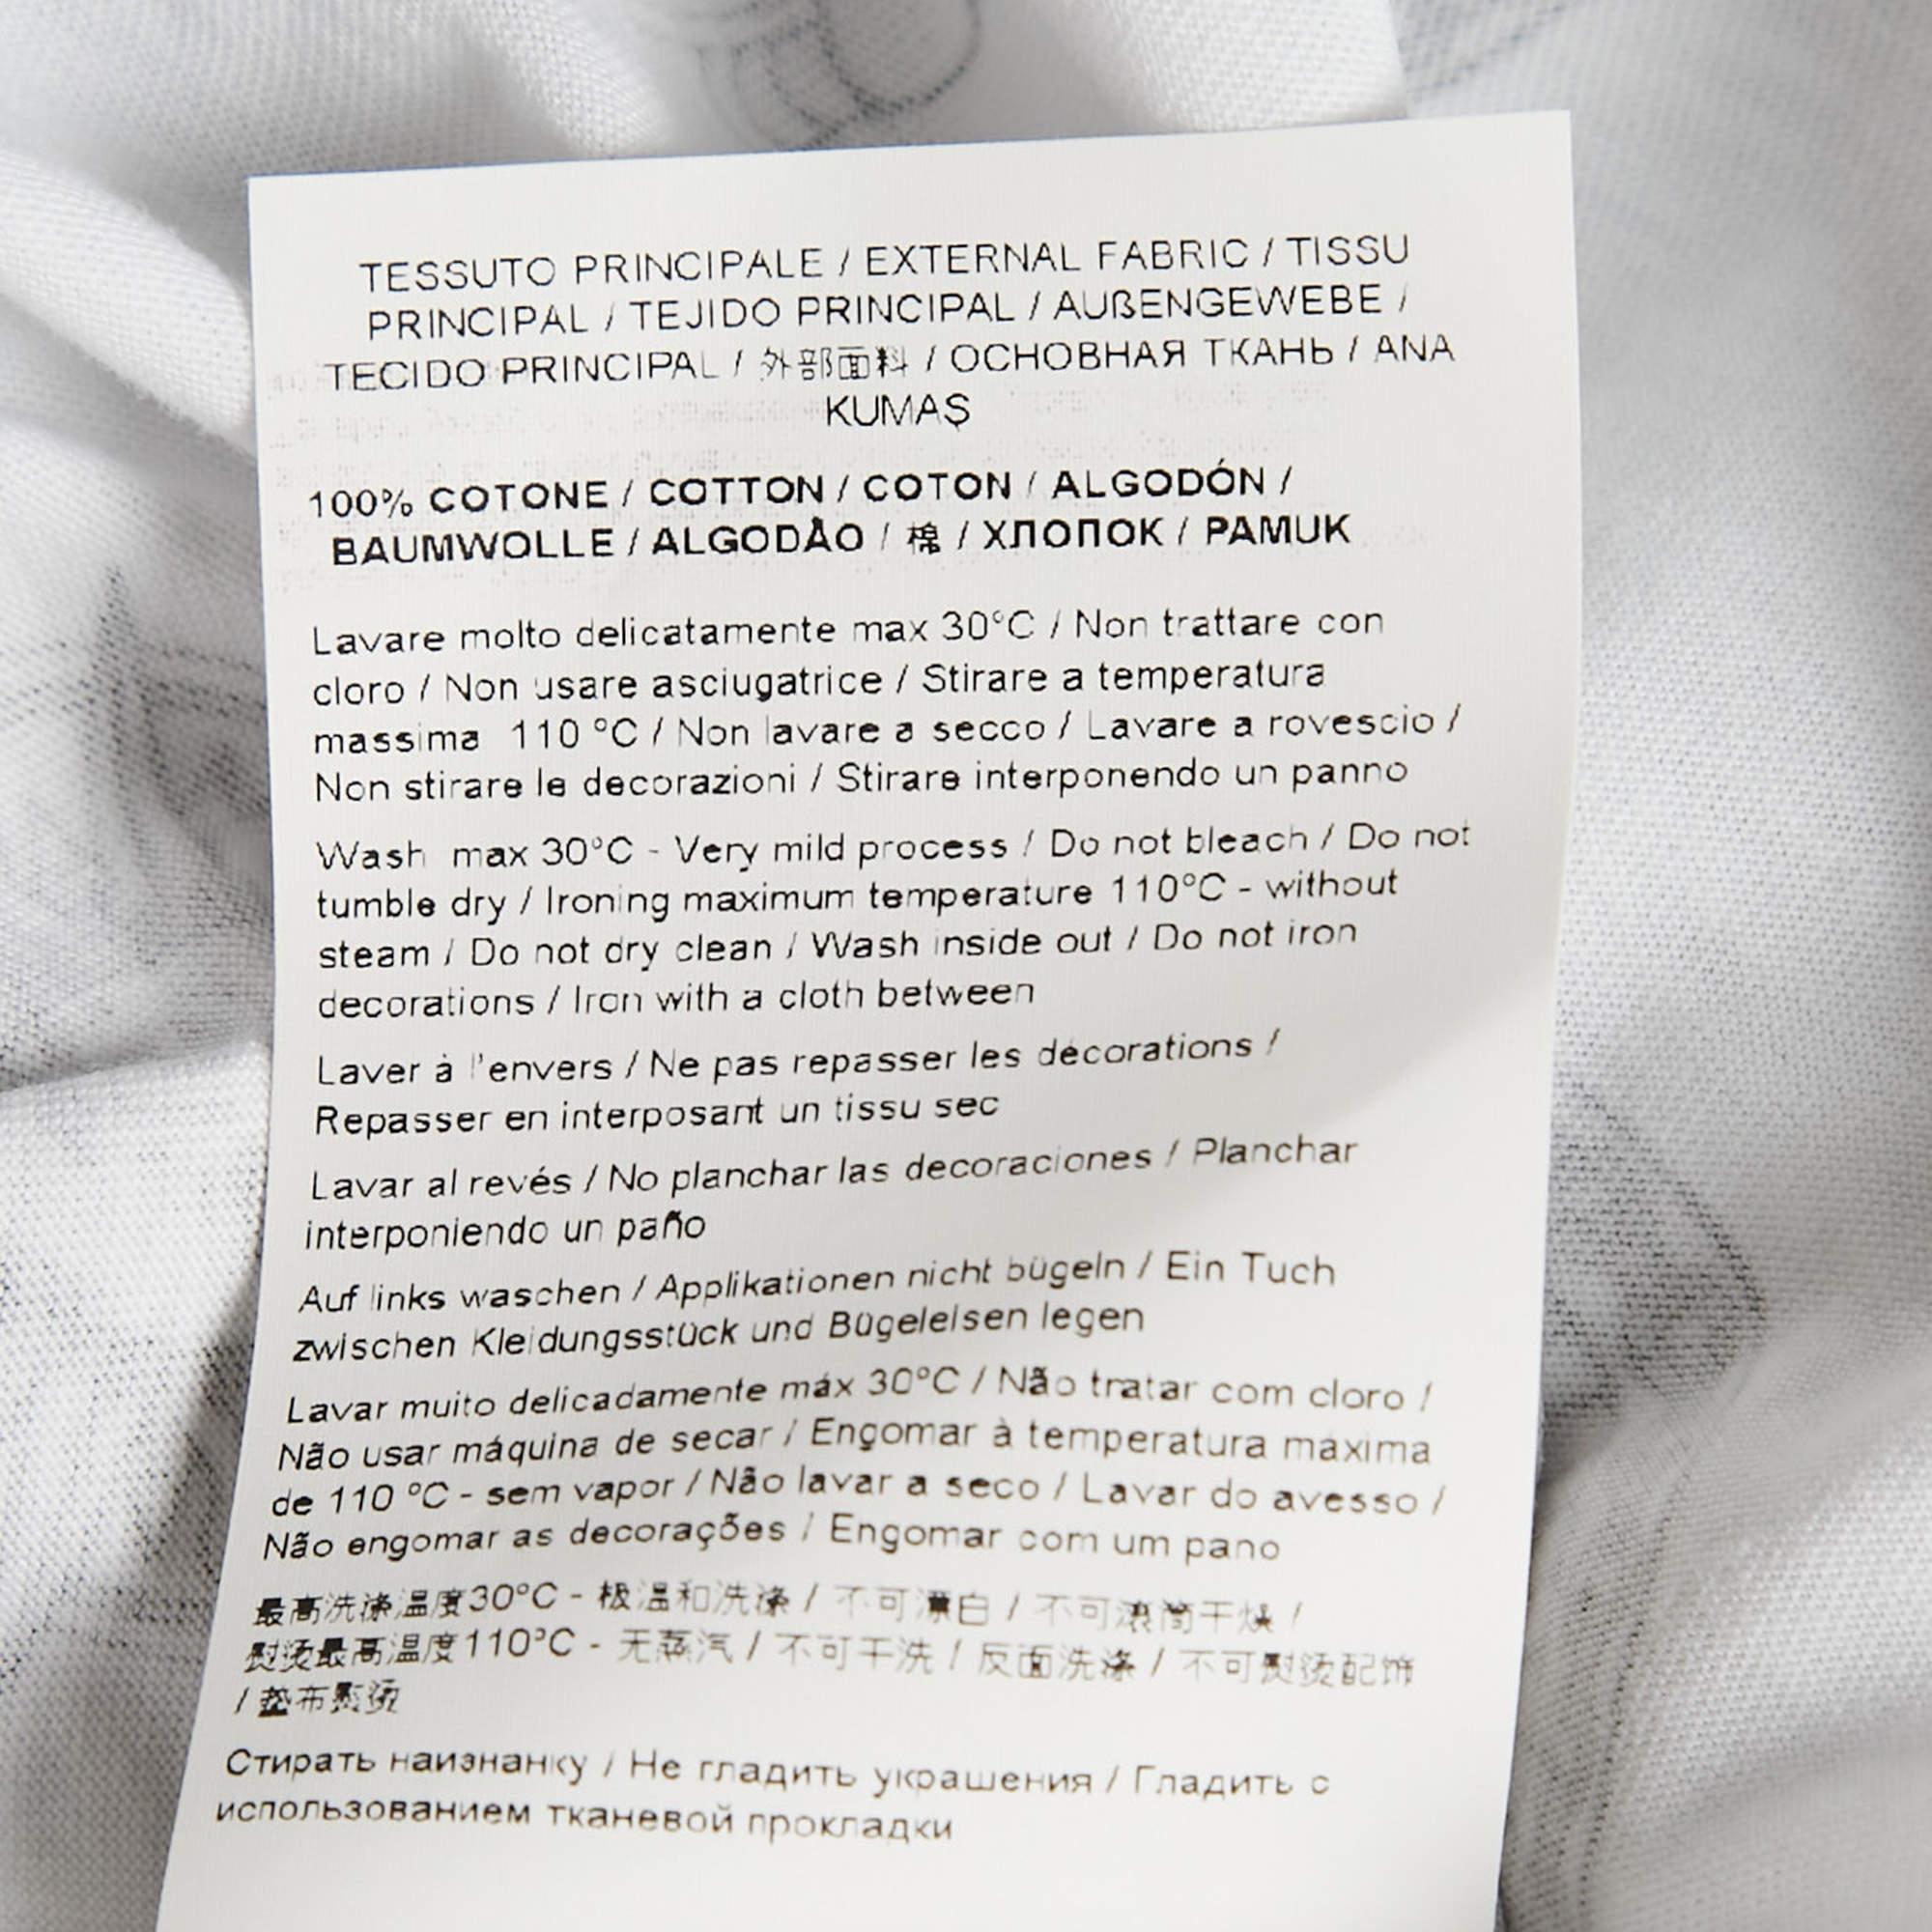 TESSUTO PRINCIPALE / EXTERNAL FABRIC / TISSU
PRINCIPAL / TEJIDO PRINCIPAL / AUßENGEWEBE /
TECIDO PRINCIPAL / 外部面料 / ОСНОВНАЯ ТКАНЬ / ANA
KUMAŞ
100% COTONE / COTTON / COTON / ALGODÓN /
BAUMWOLLE / ALGODÃO / 棉 / ХЛОПОК / PAMUK
Lavare molto delicatamente max 30°C / Non trattare con
cloro / Non usare asciugatrice / Stirare a temperatura
massima 110 °C / Non lavare a secco / Lavare a rovescio /
Non stirare le decorazioni / Stirare interponendo un panno
Wash max 30°C - Very mild process / Do not bleach / Do not
tumble dry / Ironing maximum temperature 110°C - without
steam / Do not dry clean / Wash inside out / Do not iron
decorations / Iron with a cloth between
Laver à l'envers / Ne pas repasser les décorations /
Repasser en interposant un tissu sec
Lavar al revés / No planchar las decoraciones / Planchar
interponiendo un paño
Auf links waschen / Applikationen nicht bügeln / Ein Tuch
zwischen Kleidungsstück und Bügeleisen legen
Lavar muito delicadamente máx 30°C / Não tratar com cloro /
Não usar máquina de secar / Engomar à temperatura máxima
de 110 °C - sem vapor / Não lavar a seco / Lavar do avesso /
Não engomar as decorações / Engomar com um pano
最高洗涤温度30°C - 极温和洗涤 / 不可漂白 / 不可滚筒干燥 /
熨烫最高温度110°C - 无蒸汽 / 不可干洗 / 反面洗涤 / 不可熨烫配饰
/ 垫布熨烫
Стирать наизнанку / Не гладить украшения / Гладить с
использованием тканевой прокладки